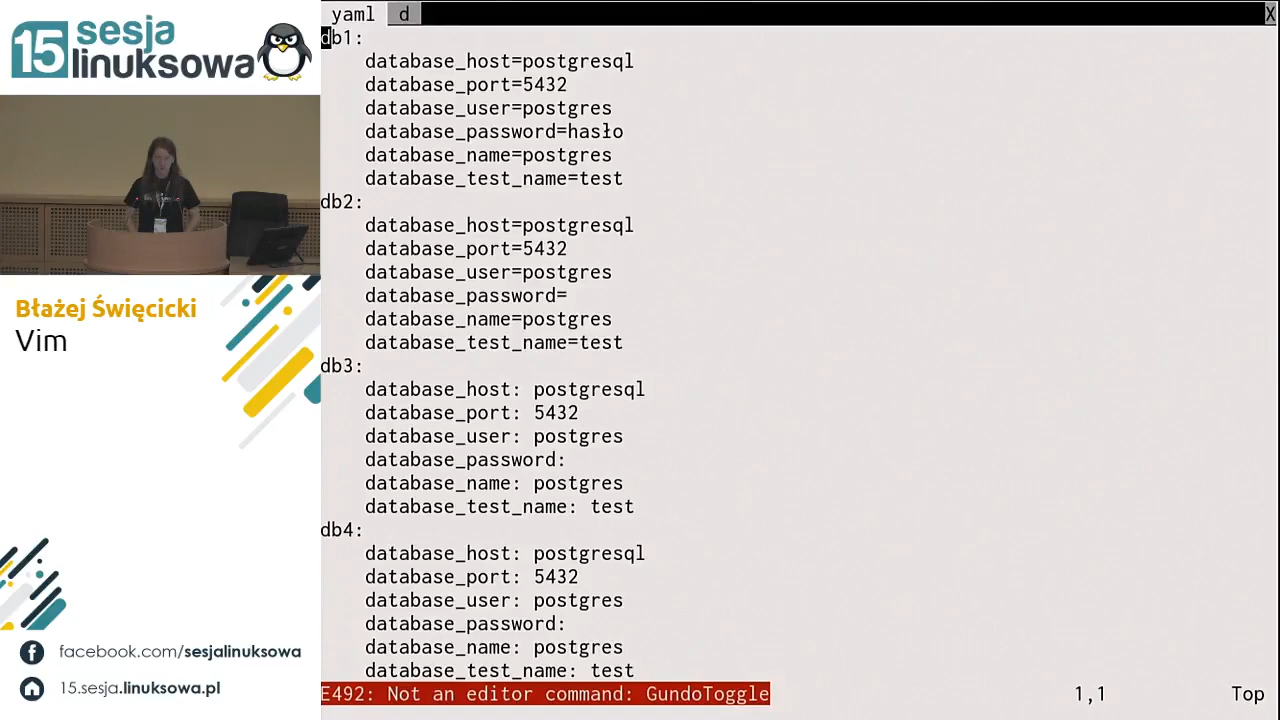 15 sesja
linuksowa
Błażej Święcicki
Vim
facebook.com/sesjalinuksowa
15.sesja.linuksowa.pl
yaml d X
db1:
database_host=postgresql
database_port=5432
database_user=postgres
database_password=hasło
database_name=postgres
database_test_name=test
db2:
database_host=postgresql
database_port=5432
database_user=postgres
database_password=
database_name=postgres
database_test_name=test
db3:
database_host: postgresql
database_port: 5432
database_user: postgres
database_password:
database_name: postgres
database_test_name: test
db4:
database_host: postgresql
database_port: 5432
database_user: postgres
database_password:
database_name: postgres
database_test_name: test
E492: Not an editor command: GundoToggle 1,1 Top